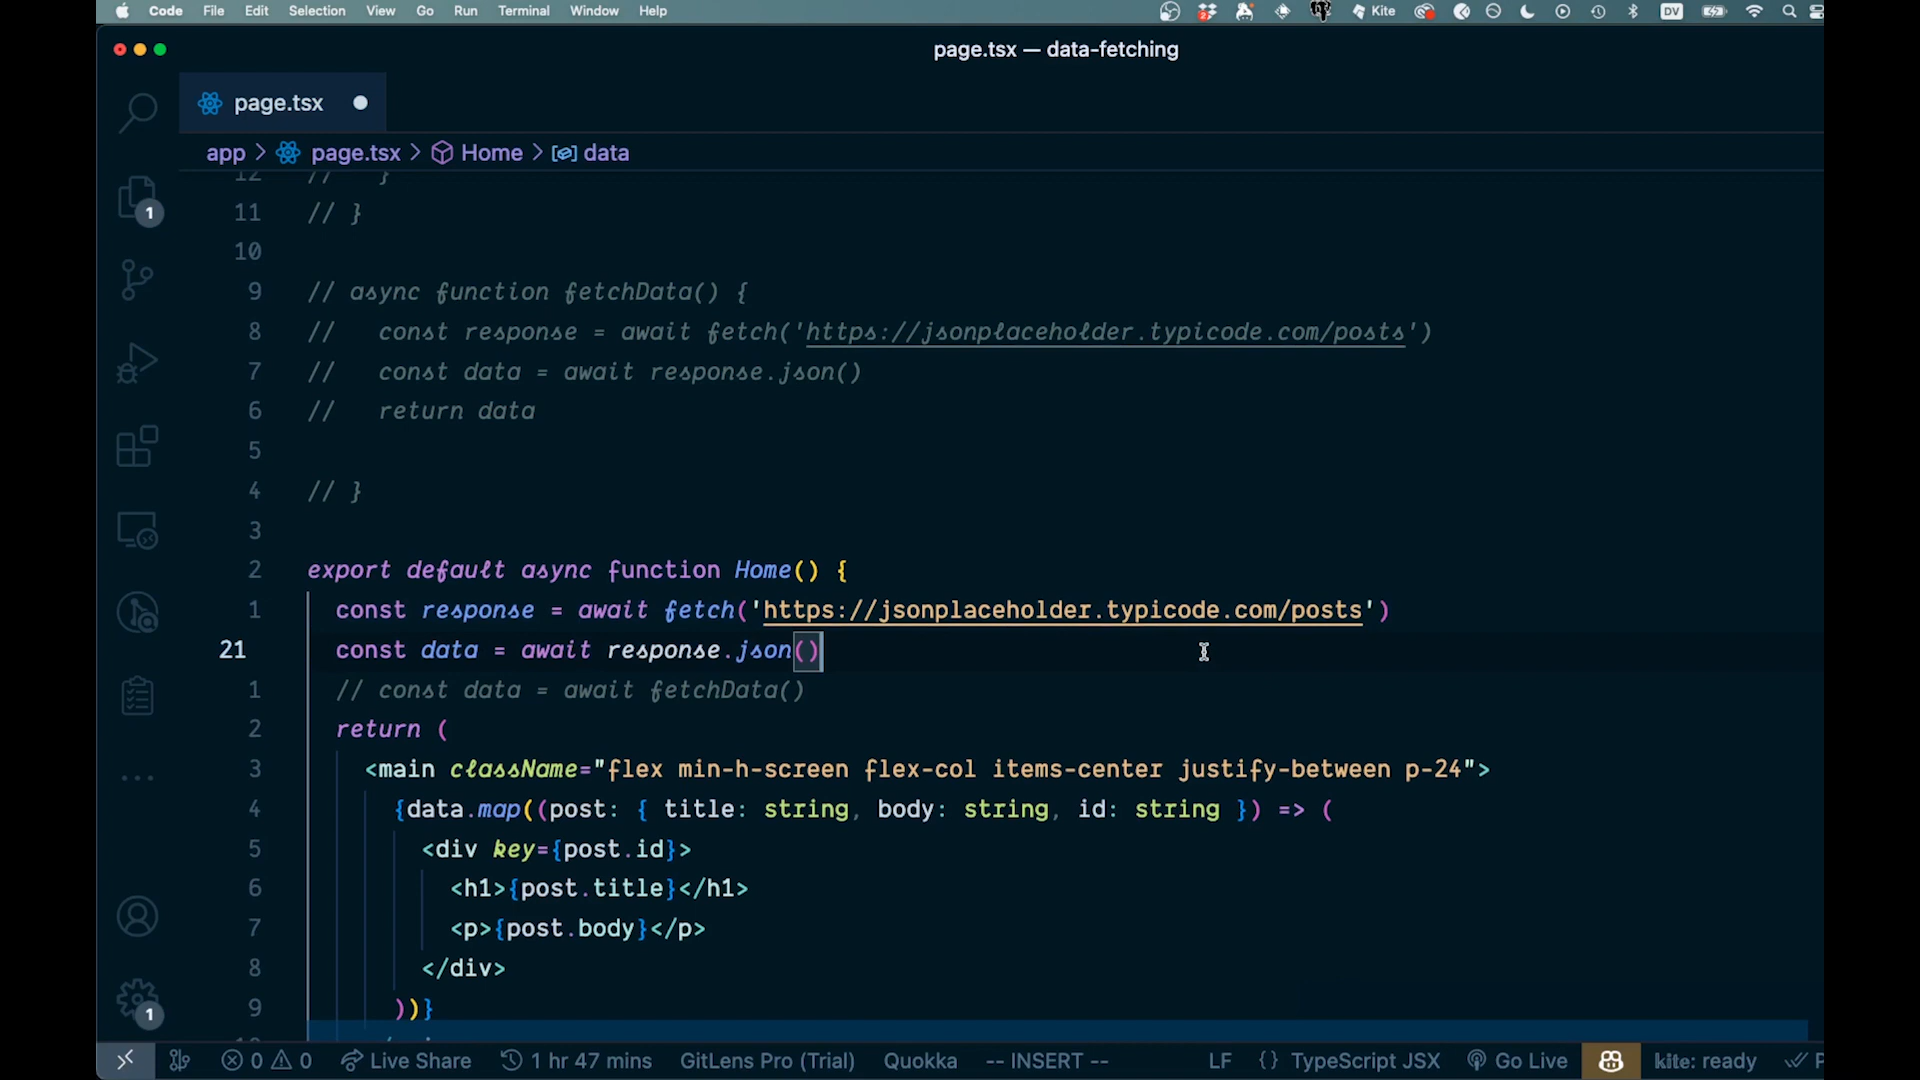 Code File Edit Selection View Go Run Terminal Window Help Kite DV
page.tsx — data-fetching
page.tsx
app > page.tsx > Home > data
12 // }
11 // }
10
9 // async function fetchData() {
8 // const response = await fetch('https://jsonplaceholder.typicode.com/posts')
7 // const data = await response.json()
6 // return data
5
4 // }
3
2 export default async function Home() {
1 const response = await fetch('https://jsonplaceholder.typicode.com/posts')
21 const data = await response.json()
1 // const data = await fetchData()
2 return (
3 <main className="flex min-h-screen flex-col items-center justify-between p-24">
4 {data.map((post: { title: string, body: string, id: string }) => (
5 <div key={post.id}>
6 <h1>{post.title}</h1>
7 <p>{post.body}</p>
8 </div>
9 ))}
1
1
0 0 Live Share 1 hr 47 mins GitLens Pro (Trial) Quokka -- INSERT -- LF {} TypeScript JSX Go Live kite: ready